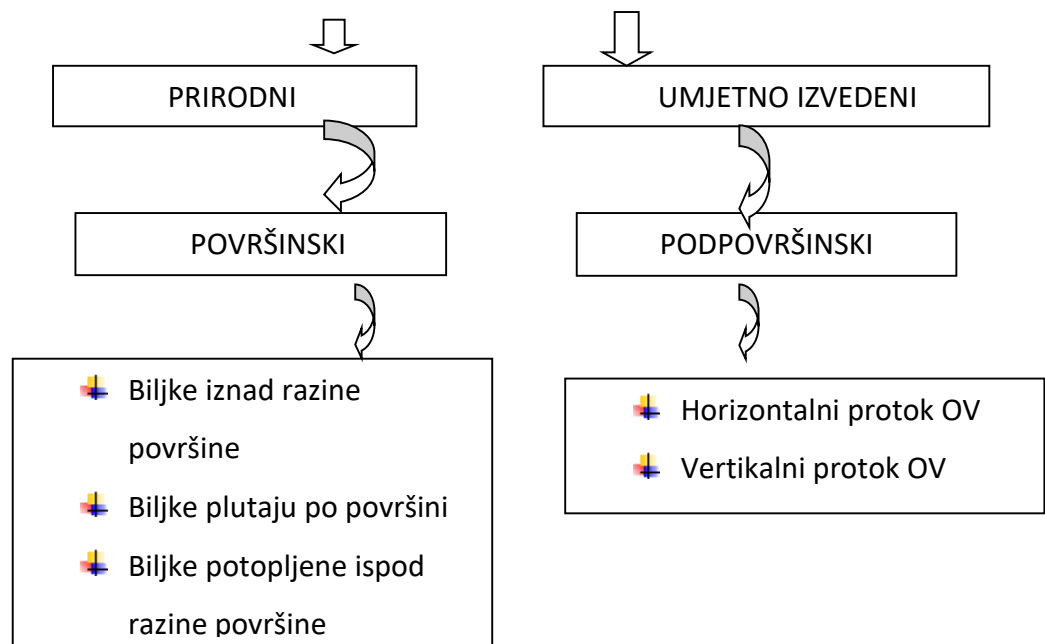 PRIRODNI
UMJETNO IZVEDENI
POVRŠINSKI
PODPOVRŠINSKI
Biljke iznad razine
površine
Biljke plutaju po površini
Biljke potopljene ispod
razine površine
Horizontalni protok OV
Vertikalni protok OV